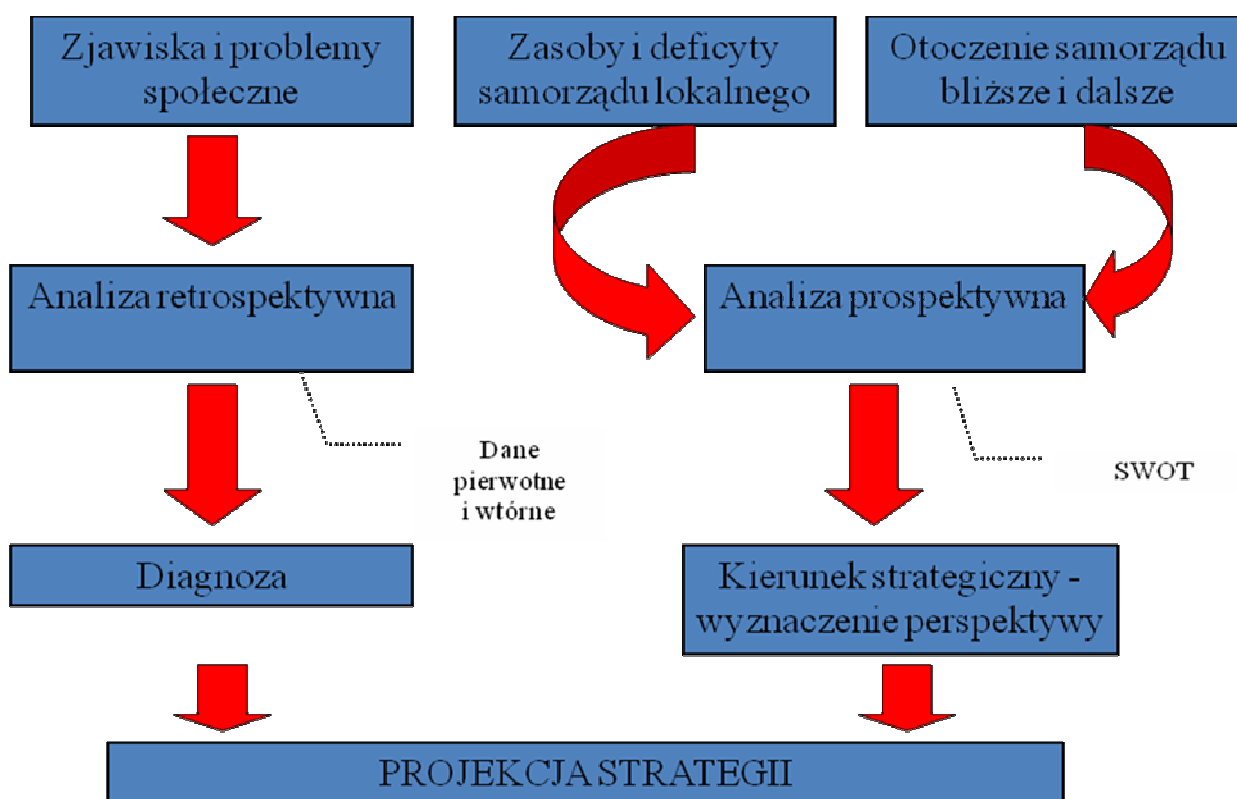 Zjawiska i problemy
społeczne
Zasoby i deficyty
samorządu lokalnego
Otoczenie samorządu
bliższe i dalsze
Analiza retrospektywna
Analiza prospektywna
Dane
pierwotne
i wtórne
SWOT
Diagnoza
Kierunek strategiczny -
wyznaczenie perspektywy
PROJEKCJA STRATEGII